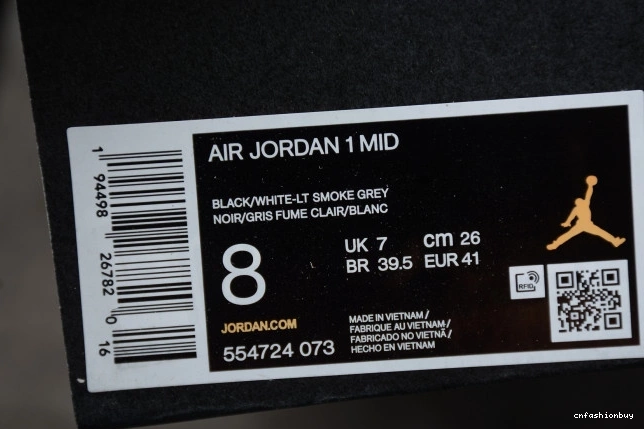 AIR JORDAN 1 MID
BLACK/WHITE-LT SMOKE GREY
NOIR/GRIS FUME CLAIR/BLANC
8
UK 7 cm 26
BR 39.5 EUR 41
RFID
JORDAN.COM
554724 073
MADE IN VIETNAM /
FABRIQUE AU VIETNAM /
FABRICADO NO VIETNÃ /
HECHO EN VIETNAM
1 94498 26782 0 16
cnfashionbuy